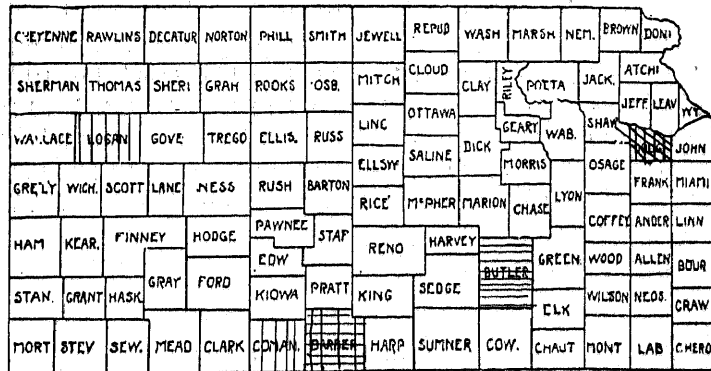 CHEYENNE RAWLINS DECATUR NORTON PHILL SMITH JEWELL REPUB WASH MARSH NEM. BROWN DONI
SHERMAN THOMAS SHERI GRAH ROOKS OSB. MITCH CLOUD CLAY RILEY POTTA JACK. ATCHI
JEFF. LEAV WY.
WALLACE LOGAN GOVE TREGO ELLIS. RUSS LINC OTTAWA DICK GEARY WAB. SHAW DOUG JOHN
ELLSW SALINE MORRIS OSAGE FRANK MIAMI
GRE'LY WICH. SCOTT LANE NESS RUSH BARTON RICE MCPHER MARION CHASE LYON
COFFEY ANDER LINN
HAM KEAR. FINNEY HODGE PAWNEE STAF RENO HARVEY
EDW BUTLER GREEN. WOOD ALLEN BOUR
STAN. GRANT HASK. GRAY FORD KIOWA PRATT KING SEDGE ELK WILSON NEOS. CRAW
MORT STEV SEW. MEAD CLARK COMAN. BARBER HARP SUMNER COW. CHAUT MONT LAB CHERO